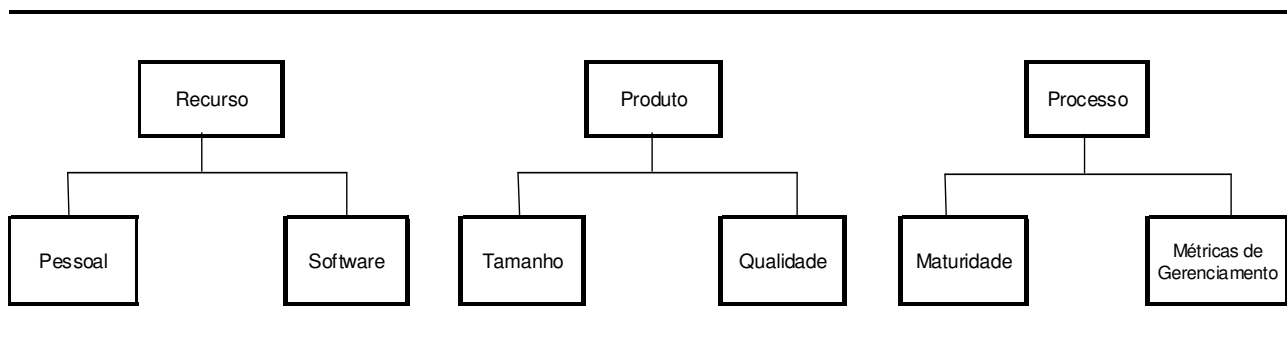 Recurso
Produto
Processo
Pessoal
Software
Tamanho
Qualidade
Maturidade
Métricas de
Gerenciamento